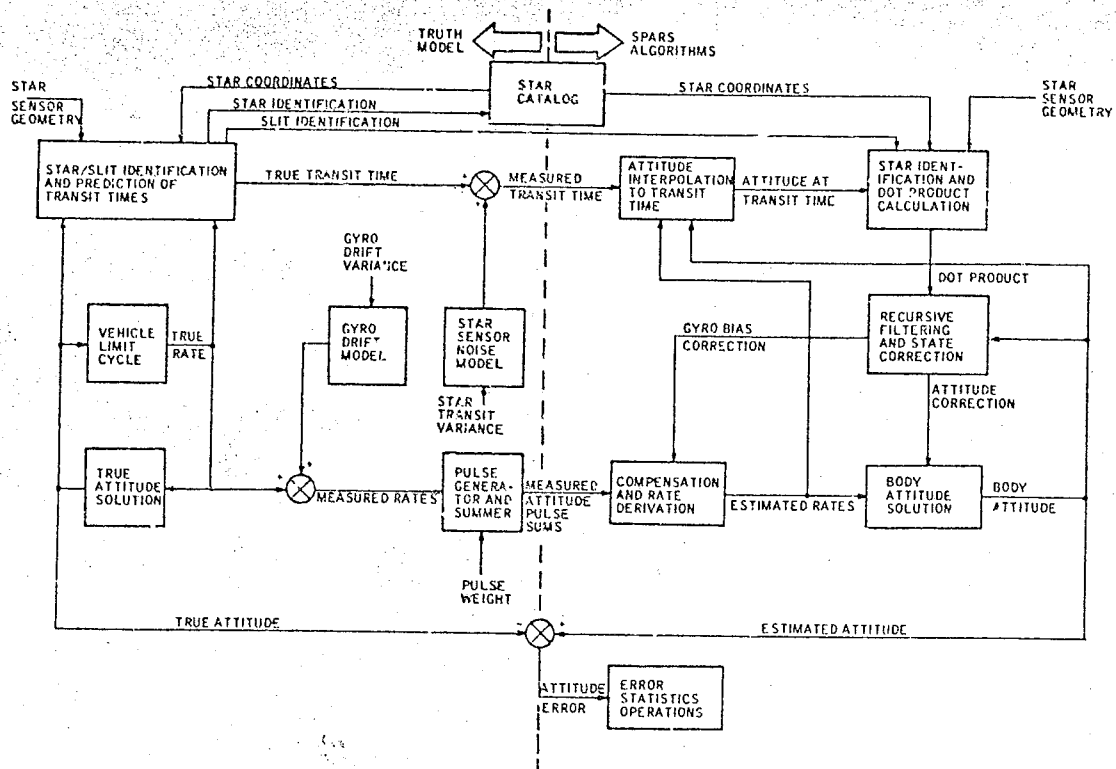 TRUTH
MODEL
SPARS
ALGORITHMS
STAR
SENSOR
GEOMETRY
STAR COORDINATES
STAR IDENTIFICATION
SLIT IDENTIFICATION
STAR
CATALOG
STAR COORDINATES
STAR
SENSOR
GEOMETRY
STAR/SLIT IDENTIFICATION
AND PREDICTION OF
TRANSIT TIMES
TRUE TRANSIT TIME
MEASURED
TRANSIT TIME
ATTITUDE
INTERPOLATION
TO TRANSIT
TIME
ATTITUDE AT
TRANSIT TIME
STAR IDENT-
IFICATION AND
DOT PRODUCT
CALCULATION
GYRO
DRIFT
VARIANCE
DOT PRODUCT
VEHICLE
LIMIT
CYCLE
TRUE
RATE
GYRO
DRIFT
MODEL
STAR
SENSOR
NOISE
MODEL
GYRO BIAS
CORRECTION
RECURSIVE
FILTERING
AND STATE
CORRECTION
STAR
TRANSIT
VARIANCE
ATTITUDE
CORRECTION
TRUE
ATTITUDE
SOLUTION
MEASURED RATES
PULSE
GENERA-
TOR AND
SUMMER
MEASURED
ATTITUDE
PULSE
SUMS
COMPENSATION
AND RATE
DERIVATION
ESTIMATED RATES
BODY
ATTITUDE
SOLUTION
BODY
ATTITUDE
PULSE
WEIGHT
TRUE ATTITUDE
ESTIMATED ATTITUDE
ATTITUDE
ERROR
ERROR
STATISTICS
OPERATIONS